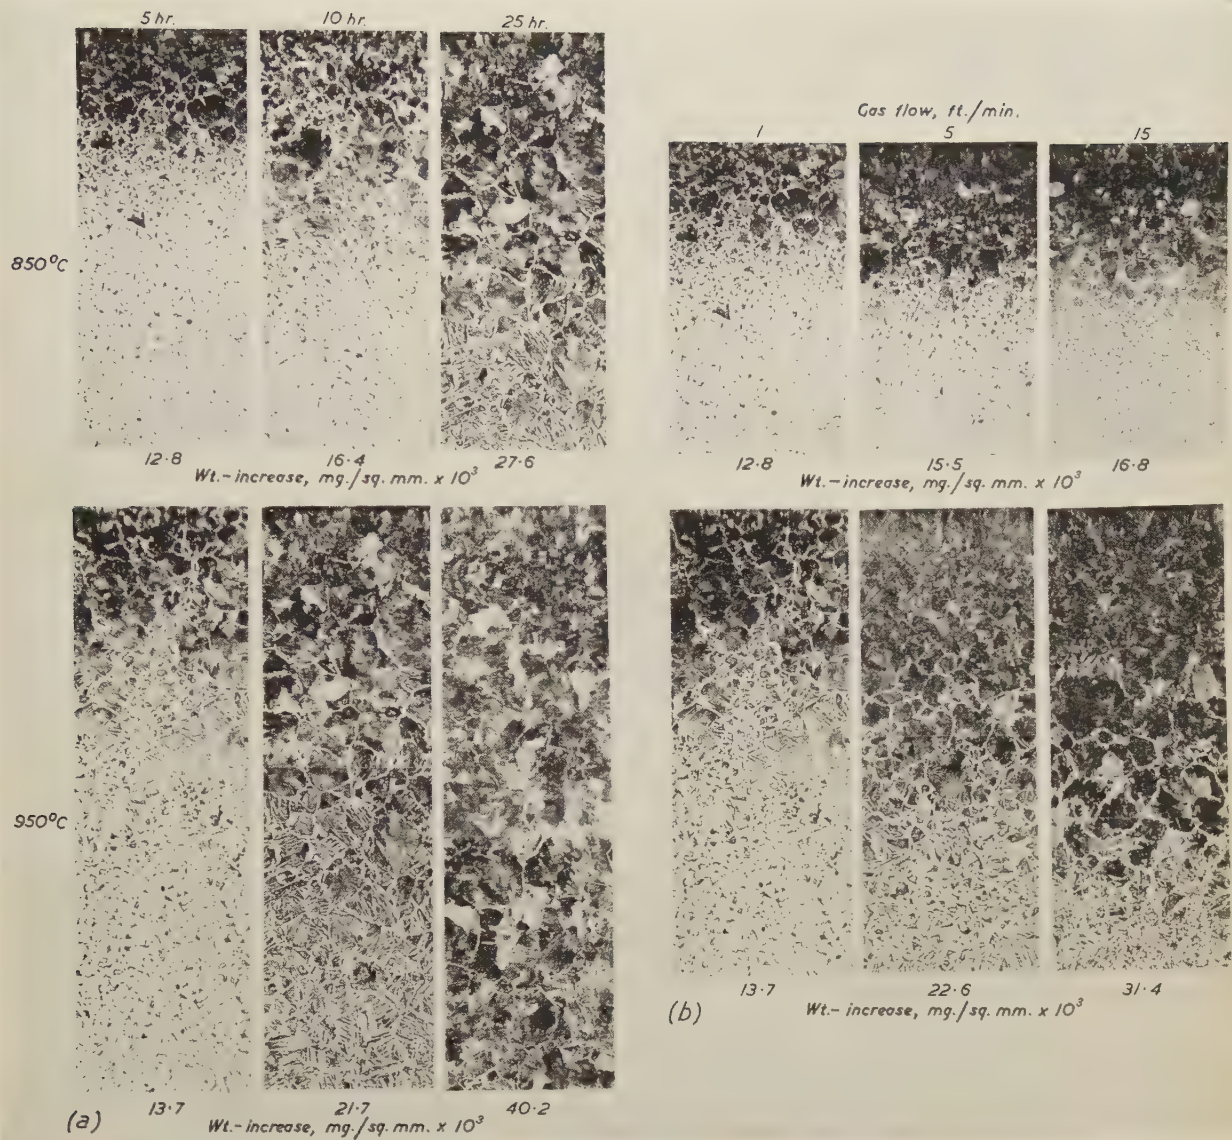 5 hr. 10 hr. 25 hr.
850°C
12·8 16·4 27·6
Wt.-increase, mg./sq. mm. x 10³
950°C
13·7 21·7 40·2
(a) Wt.-increase, mg./sq. mm. x 10³
Gas flow, ft./min.
1 5 15
12·8 15·5 16·8
Wt.-increase, mg./sq. mm. x 10³
13·7 22·6 31·4
(b) Wt.-increase, mg./sq. mm. x 10³